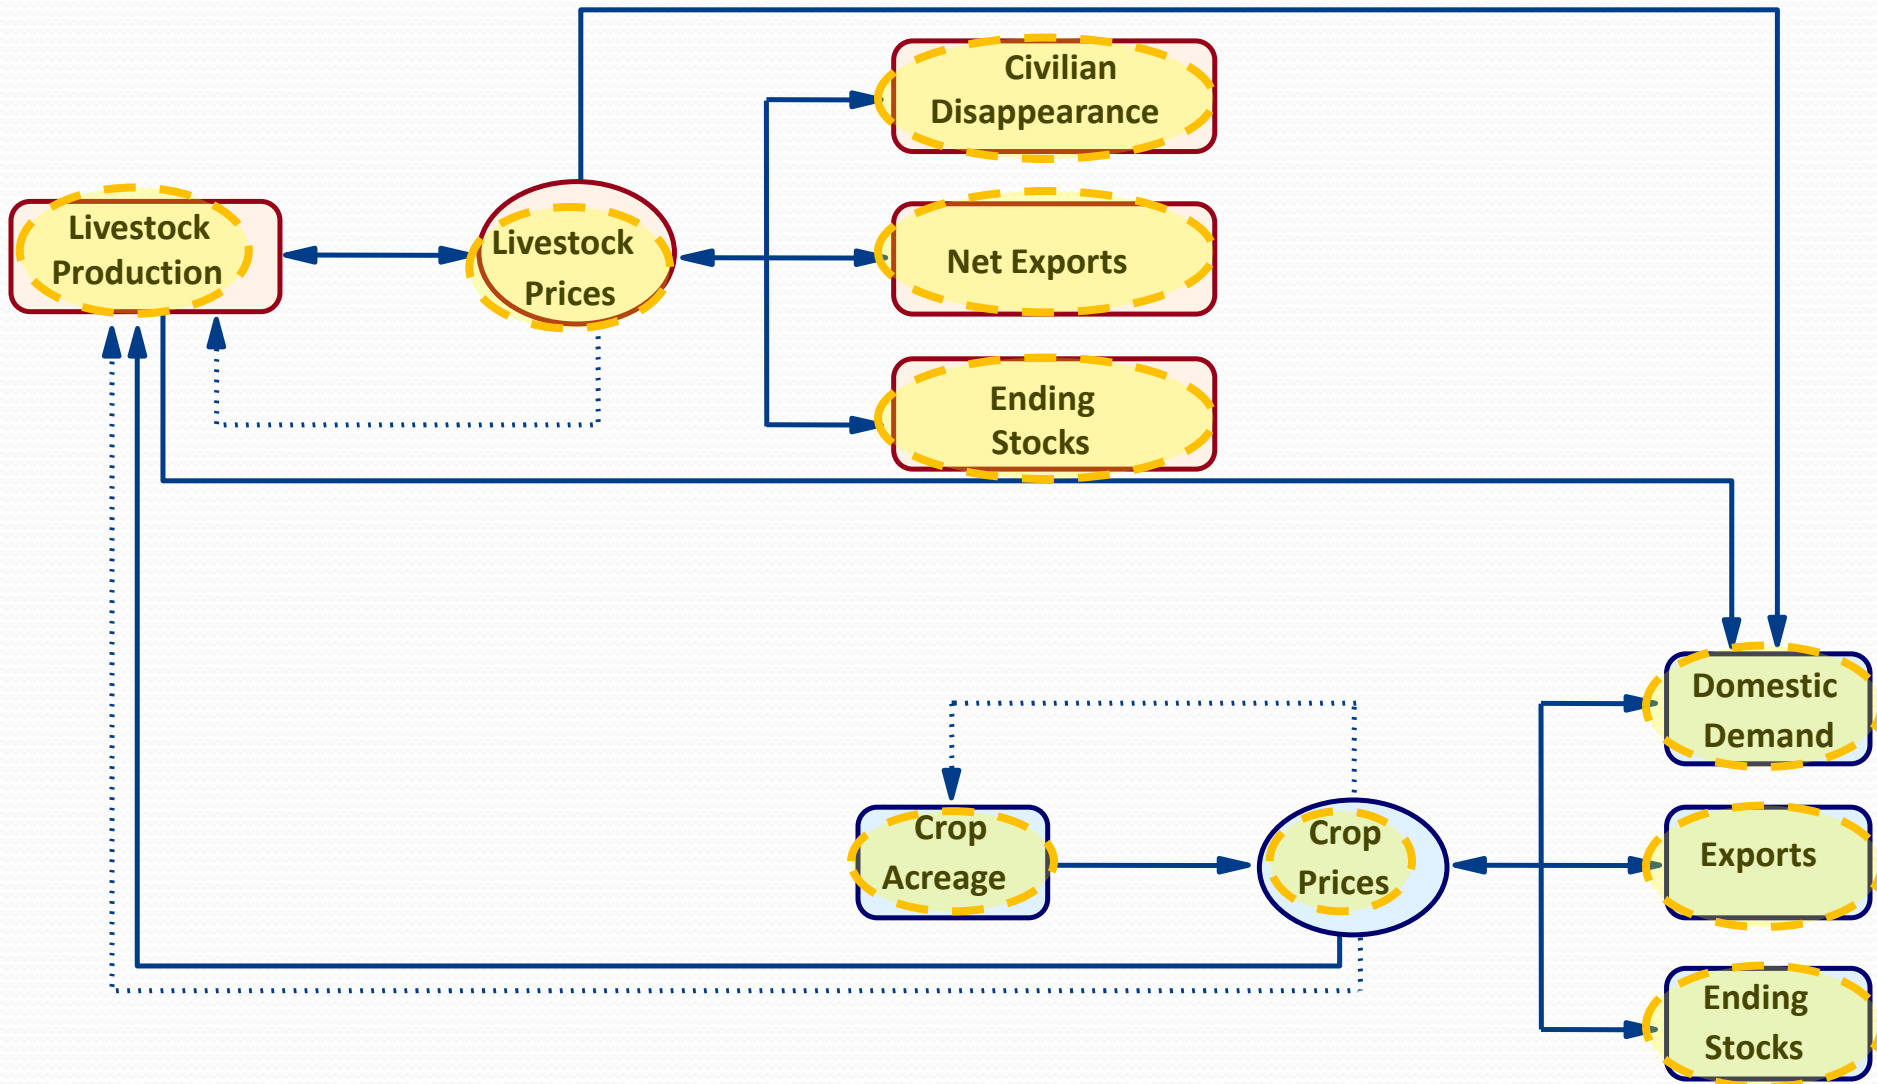 Civilian
Disappearance
Livestock
Production
Livestock
Prices
Net Exports
Ending
Stocks
Domestic
Demand
Crop
Acreage
Crop
Prices
Exports
Ending
Stocks